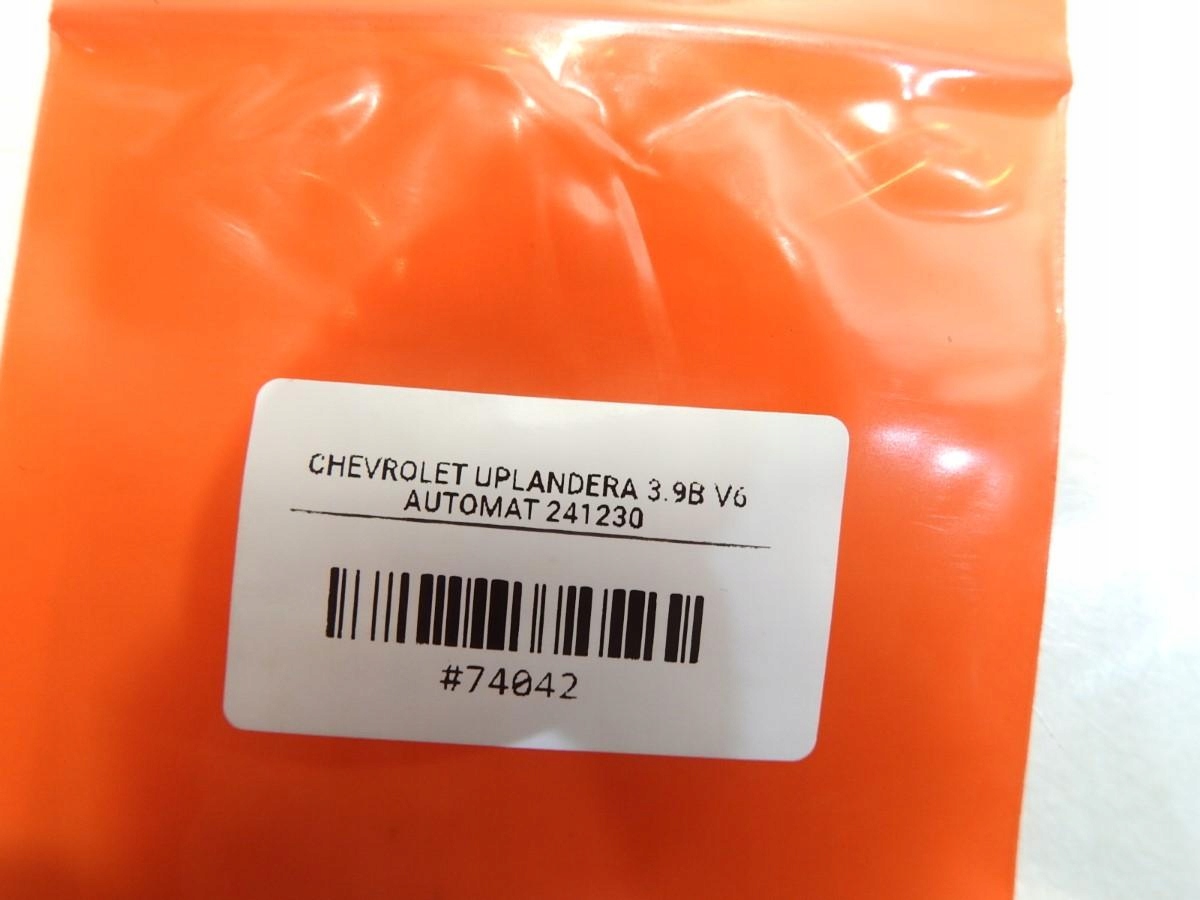 CHEVROLET UPLANDERA 3.9B V6
AUTOMAT 241230
#74042